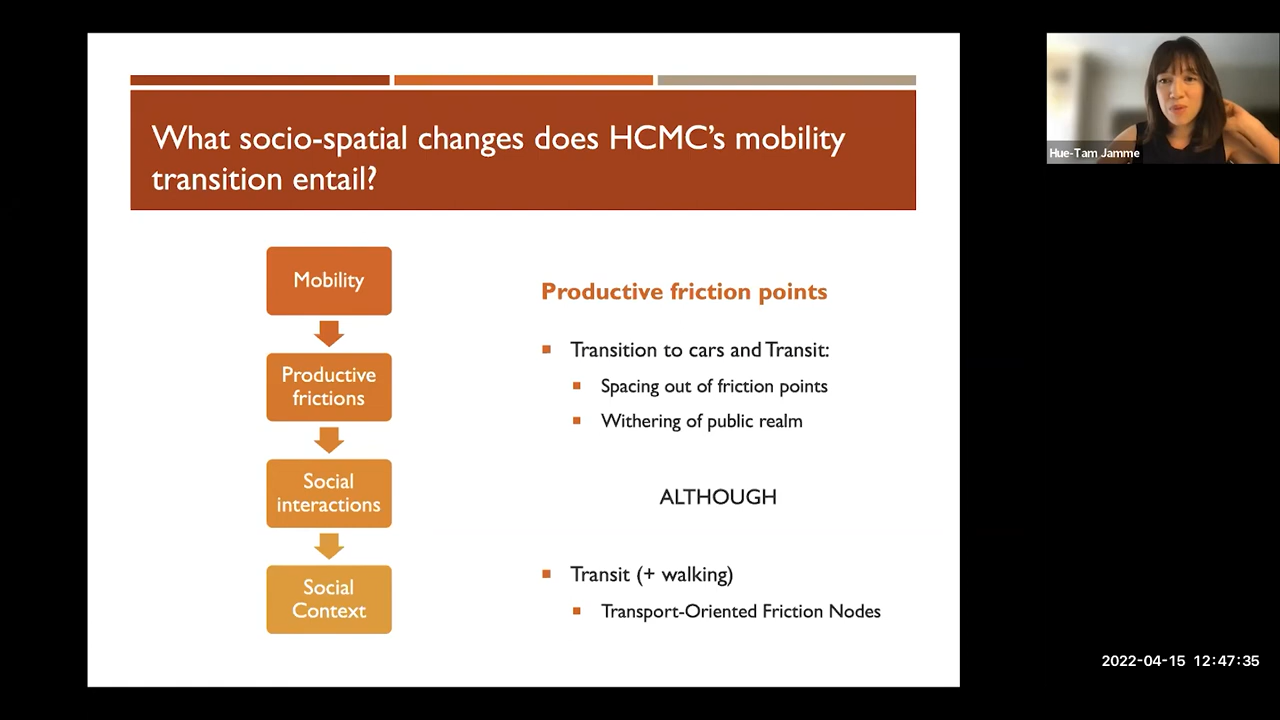 What socio-spatial changes does HCMC's mobility
transition entail?
Mobility
Productive
frictions
Social
interactions
Social
Context
Productive friction points
Transition to cars and Transit:
Spacing out of friction points
Withering of public realm
ALTHOUGH
Transit (+ walking)
Transport-Oriented Friction Nodes
Hue-Tam Jamme
2022-04-15 12:47:35